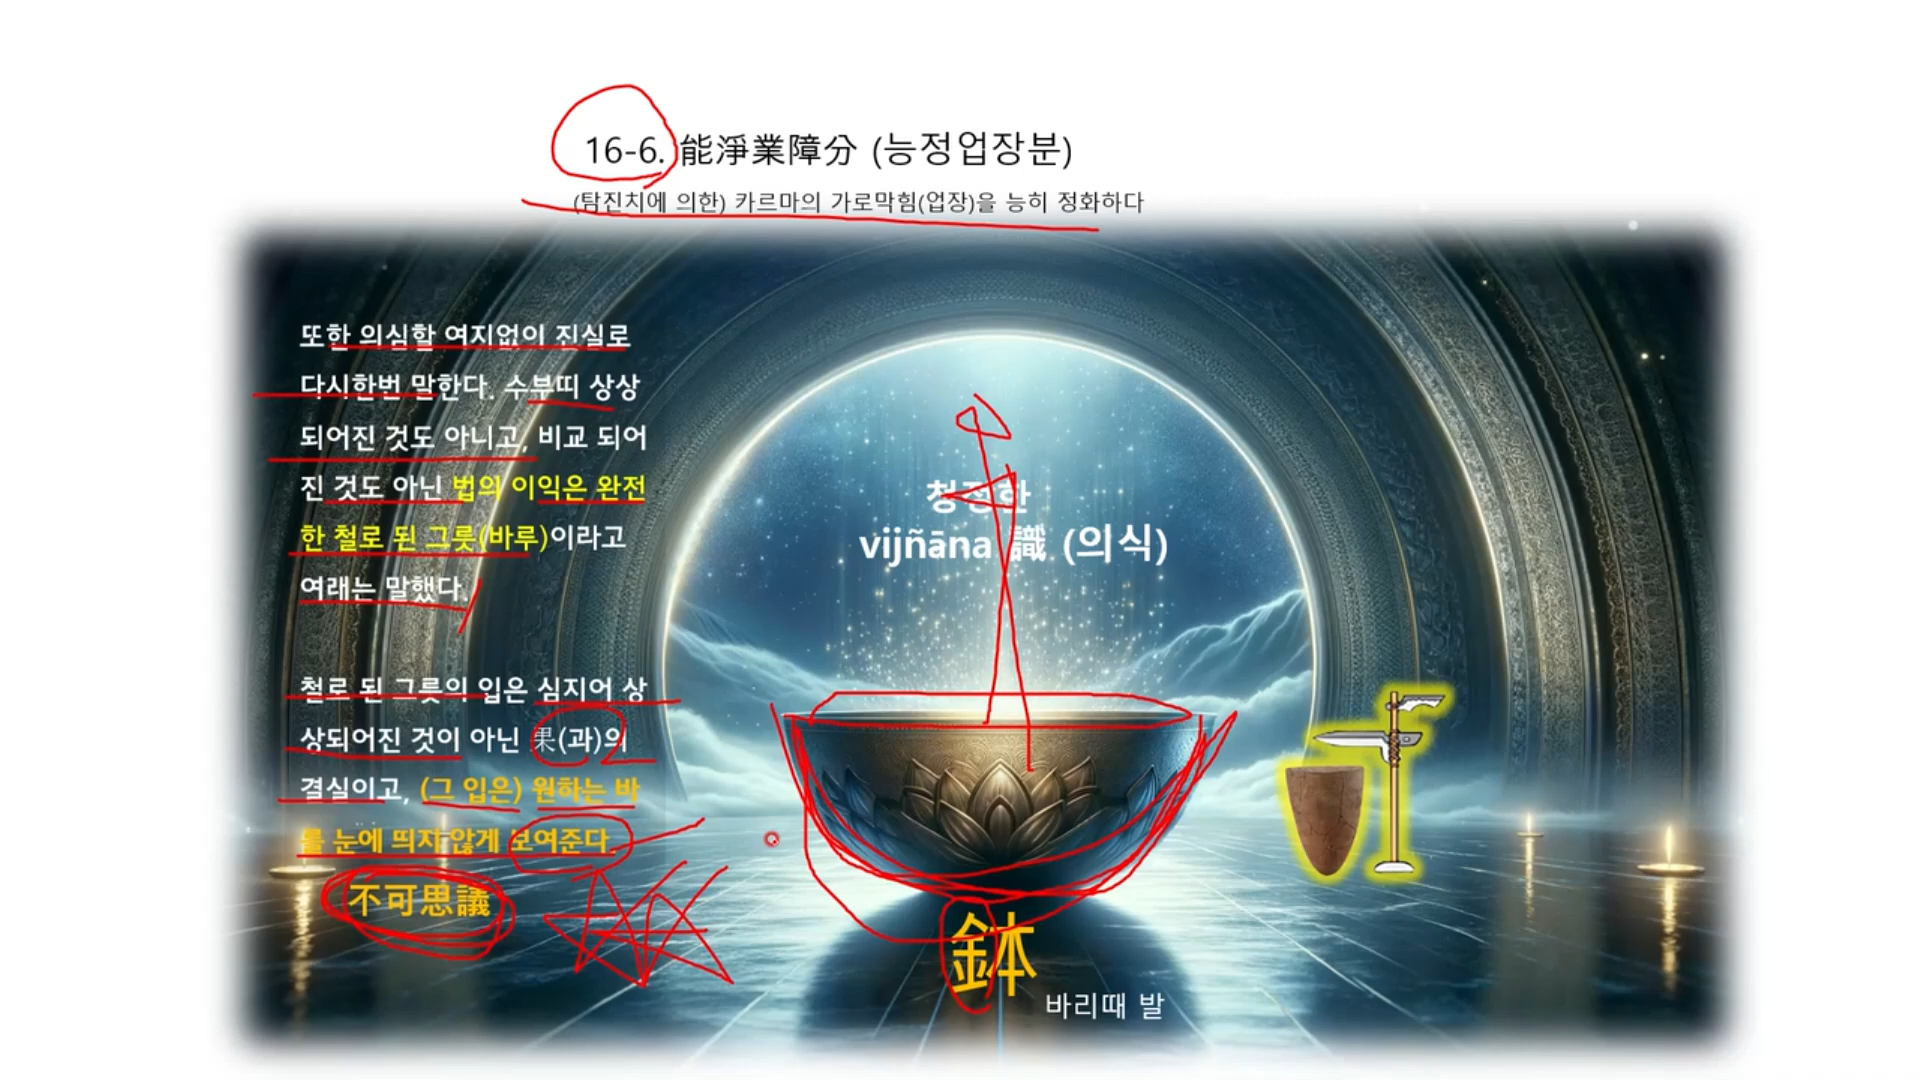 16-6. 能淨業障分 (능정업장분)
(탐진치에 의한) 카르마의 가로막힘(업장)을 능히 정화하다
또한 의심할 여지없이 진실로
다시한번 말한다. 수부띠 상상
되어진 것도 아니고, 비교 되어
진 것도 아닌 법의 이익은 완전
한 철로 된 그릇(바루)이라고
여래는 말했다.
철로 된 그릇의 입은 심지어 상
상되어진 것이 아닌 果(과)의
결실이고, (그 입은) 원하는 바
를 눈에 띄지 않게 보여준다.
不可思議
청정한
vijñāna 識 (의식)
鉢
바리때 발